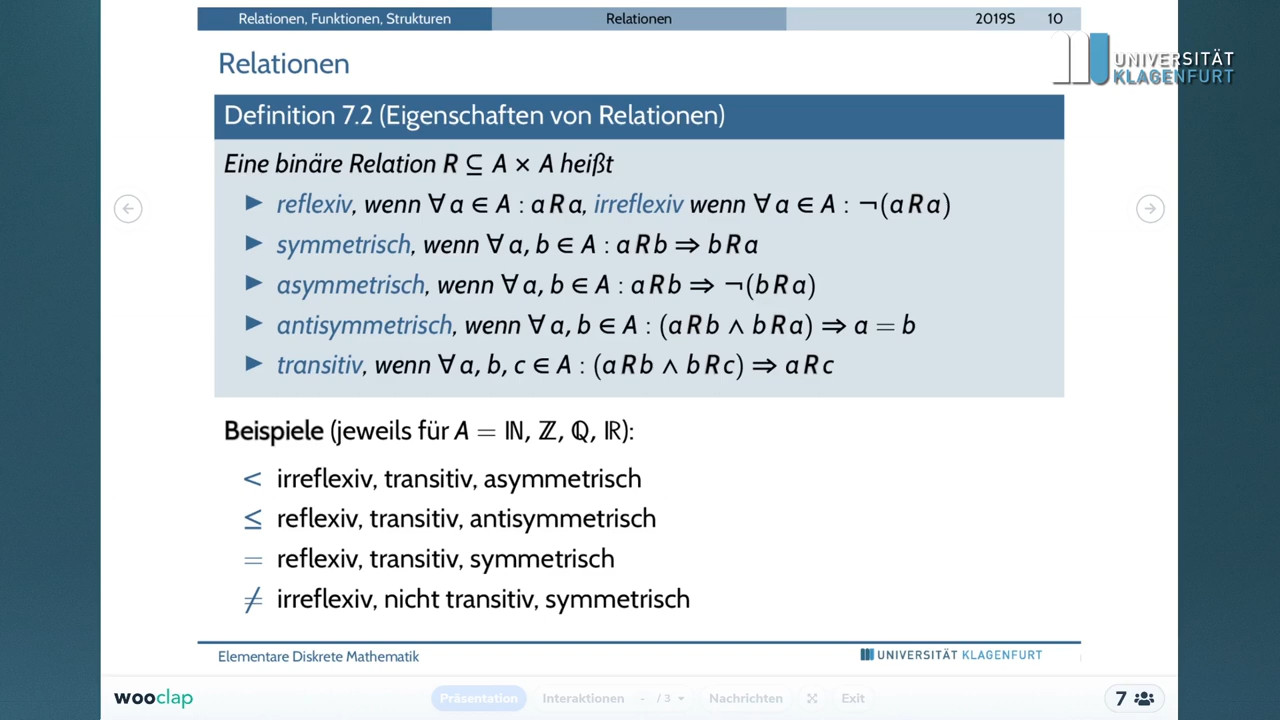 Relationen, Funktionen, Strukturen Relationen 2019S 10
UNIVERSITÄT
KLAGENFURT
Relationen
Definition 7.2 (Eigenschaften von Relationen)
Eine binäre Relation R ⊆ A × A heißt
▶ reflexiv, wenn ∀ a ∈ A : a R a, irreflexiv wenn ∀ a ∈ A : ¬(a R a)
▶ symmetrisch, wenn ∀ a, b ∈ A : a R b ⇒ b R a
▶ asymmetrisch, wenn ∀ a, b ∈ A : a R b ⇒ ¬(b R a)
▶ antisymmetrisch, wenn ∀ a, b ∈ A : (a R b ∧ b R a) ⇒ a = b
▶ transitiv, wenn ∀ a, b, c ∈ A : (a R b ∧ b R c) ⇒ a R c
Beispiele (jeweils für A = ℕ, ℤ, ℚ, ℝ):
< irreflexiv, transitiv, asymmetrisch
≤ reflexiv, transitiv, antisymmetrisch
= reflexiv, transitiv, symmetrisch
≠ irreflexiv, nicht transitiv, symmetrisch
Elementare Diskrete Mathematik UNIVERSITÄT KLAGENFURT
wooclap Präsentation Interaktionen - / 3 Nachrichten Exit 7